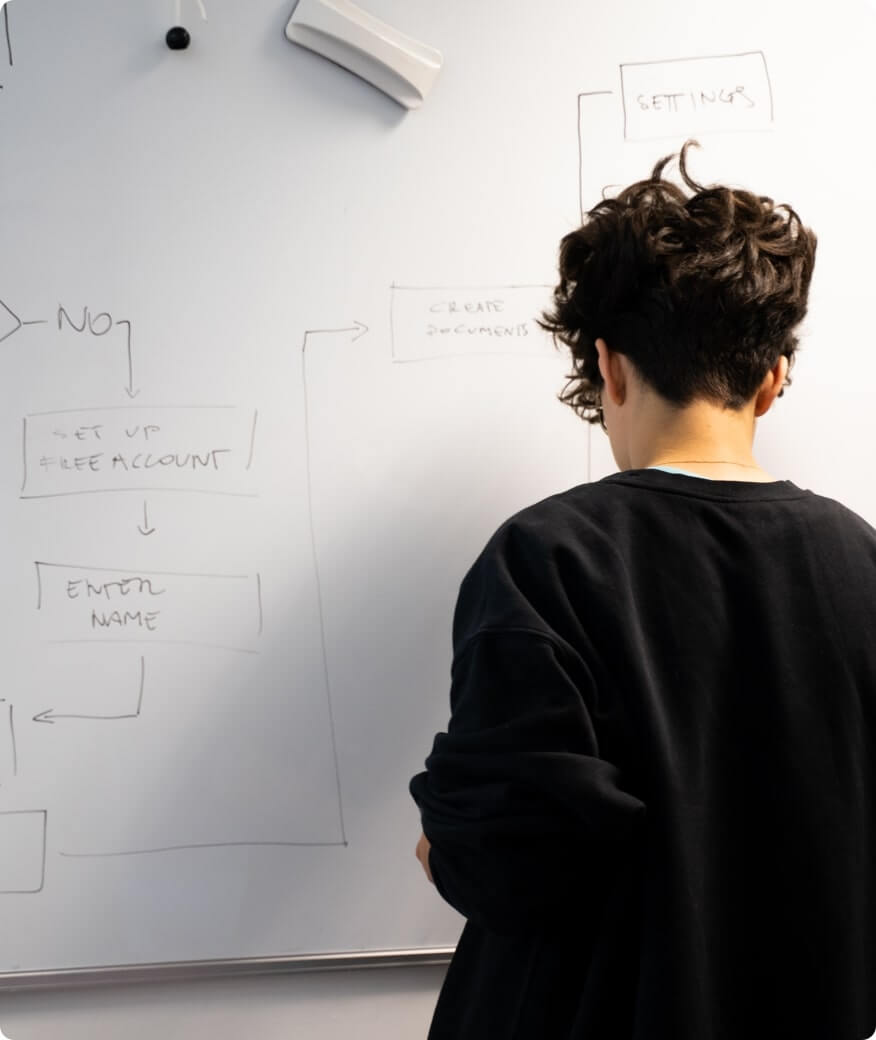 SETTINGS
CREATE
DOCUMENTS
NO
SET UP
FREE ACCOUNT
ENTER
NAME